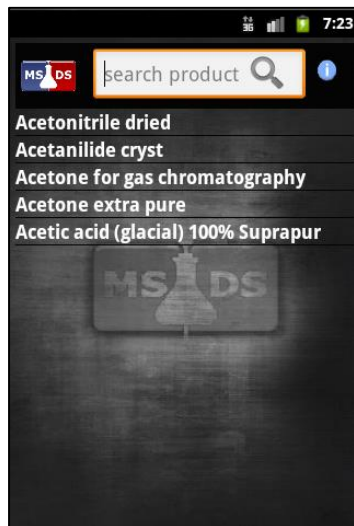 3G 7:23
MS DS search product i
Acetonitrile dried
Acetanilide cryst
Acetone for gas chromatography
Acetone extra pure
Acetic acid (glacial) 100% Suprapur
MS DS